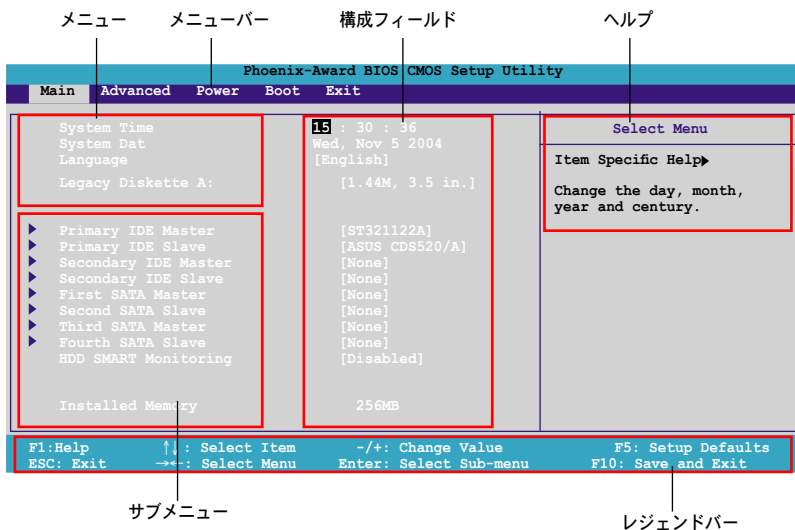 メニュー メニューバー 構成フィールド ヘルプ
Phoenix-Award BIOS CMOS Setup Utility
Main Advanced Power Boot Exit
System Time 15 : 30 : 36
System Dat Wed, Nov 5 2004
Language [English]
Legacy Diskette A: [1.44M, 3.5 in.]
Primary IDE Master [ST321122A]
Primary IDE Slave [ASUS CDS520/A]
Secondary IDE Master [None]
Secondary IDE Slave [None]
First SATA Master [None]
Second SATA Slave [None]
Third SATA Master [None]
Fourth SATA Slave [None]
HDD SMART Monitoring [Disabled]
Installed Memory 256MB
Select Menu
Item Specific Help
Change the day, month,
year and century.
F1:Help ↑↓: Select Item -/+: Change Value F5: Setup Defaults
ESC: Exit →←: Select Menu Enter: Select Sub-menu F10: Save and Exit
サブメニュー レジェンドバー